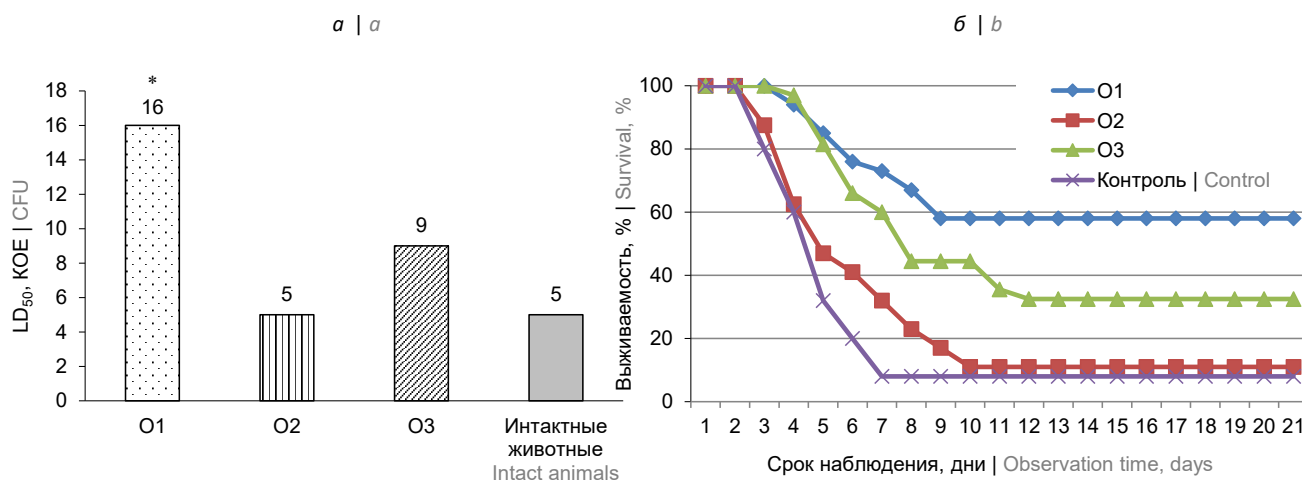 а | a
LD50, КОЕ | CFU
18
16
14
12
10
8
6
4
2
0
*
16
5
9
5
О1
О2
О3
Интактные
животные
Intact animals
б | b
Выживаемость, % | Survival, %
100
80
60
40
20
0
О1
О2
О3
Контроль | Control
1 2 3 4 5 6 7 8 9 10 11 12 13 14 15 16 17 18 19 20 21
Срок наблюдения, дни | Observation time, days